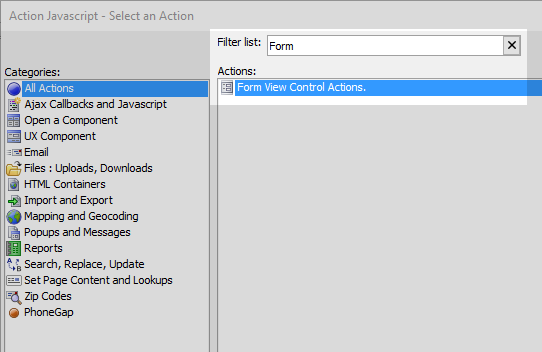 Action Javascript - Select an Action
Filter list: Form
Categories:
Actions:
All Actions
Form View Control Actions.
Ajax Callbacks and Javascript
Open a Component
UX Component
Email
Files : Uploads, Downloads
HTML Containers
Import and Export
Mapping and Geocoding
Popups and Messages
Reports
Search, Replace, Update
Set Page Content and Lookups
Zip Codes
PhoneGap